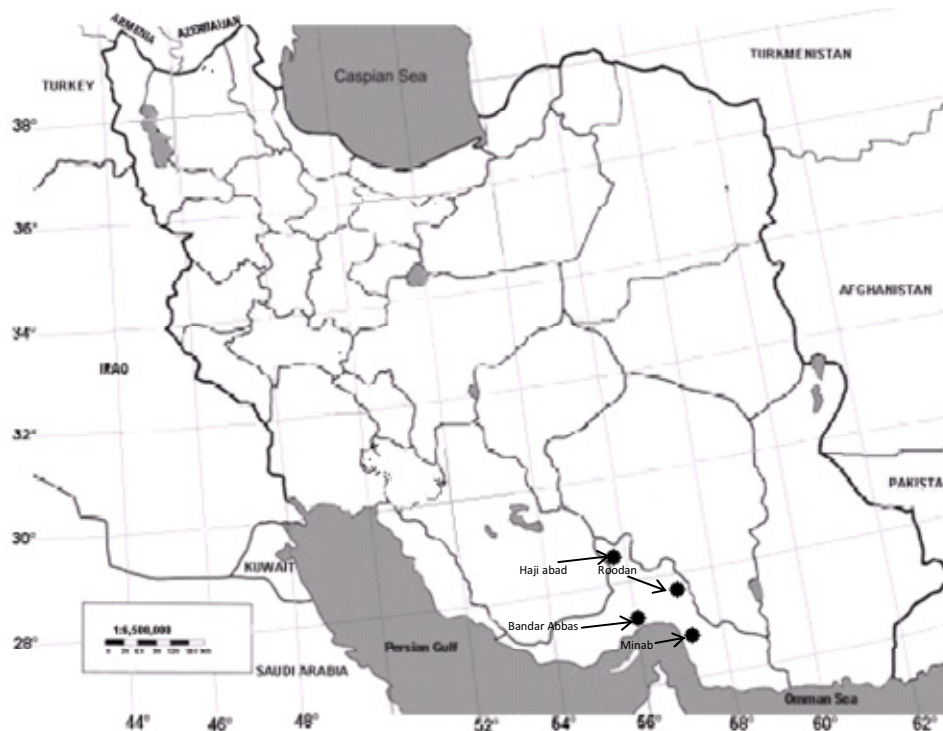 ARMENIA
AZERBAIJAN
TURKMENISTAN
TURKEY
Caspian Sea
38°
36°
AFGHANISTAN
34°
IRAQ
32°
PAKISTA
30°
KUWAIT
Haji abad
Roodan
1:6,500,000
Bandar Abbas
28°
Persian Gulf
Minab
SAUDI ARABIA
Omman Sea
44°
46°
48°
50°
52°
54°
56°
58°
60°
62°